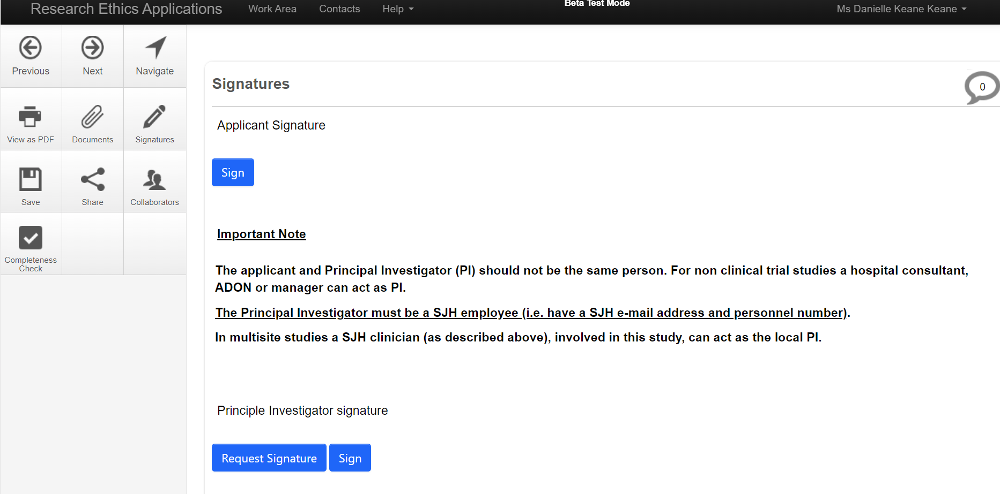 Research Ethics Applications Work Area Contacts Help Beta Test Mode Ms Danielle Keane Keane
Previous Next Navigate
View as PDF Documents Signatures
Save Share Collaborators
Completeness
Check
Signatures
0
Applicant Signature
Sign
Important Note
The applicant and Principal Investigator (PI) should not be the same person. For non clinical trial studies a hospital consultant,
ADON or manager can act as PI.
The Principal Investigator must be a SJH employee (i.e. have a SJH e-mail address and personnel number).
In multisite studies a SJH clinician (as described above), involved in this study, can act as the local PI.
Principle Investigator signature
Request Signature Sign